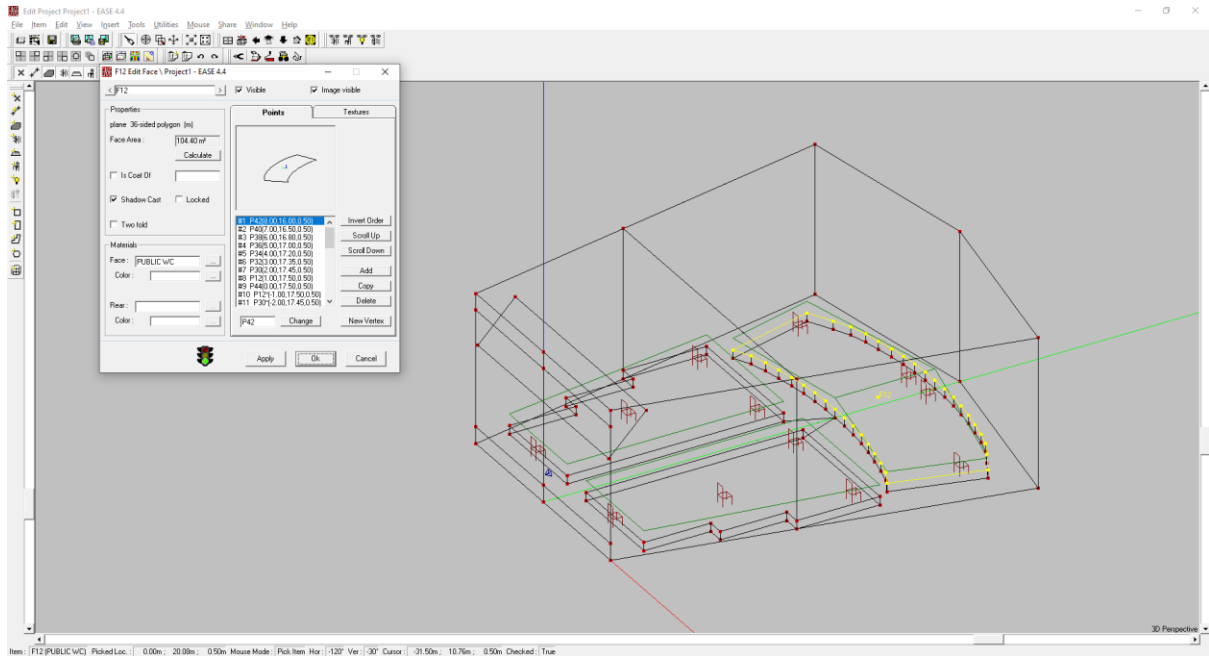 Edit Project Project1 - EASE 4.4
File Item Edit View Insert Tools Utilities Mouse Share Window Help
F12 Edit Face \ Project1 - EASE 4.4
F12
Visible
Image visible
Properties
plane 36-sided polygon (m)
Face Area :
104.40 m²
Calculate
Is Coat Of
Shadow Cast
Locked
Two fold
Materials
Face :
PUBLIC WC
...
Color :
...
Rear :
...
Color :
...
Points
Textures
#1 P42(8.00,16.00,0.50)
#2 P40(7.00,16.50,0.50)
#3 P38(6.00,16.80,0.50)
#4 P36(5.00,17.00,0.50)
#5 P34(4.00,17.20,0.50)
#6 P32(3.00,17.35,0.50)
#7 P30(2.00,17.45,0.50)
#8 P12(1.00,17.50,0.50)
#9 P44(0.00,17.50,0.50)
#10 P12*(-1.00,17.50,0.50)
#11 P30*(-2.00,17.45,0.50)
Invert Order
Scroll Up
Scroll Down
Add
Copy
Delete
P42
Change
New Vertex
Apply
Ok
Cancel
F12
3D Perspective
Item : F12 (PUBLIC WC) Picked Loc. : 0.00m ; 20.08m ; 0.50m Mouse Mode : Pick Item Hor : -120° Ver : -30° Cursor : -31.50m ; 10.76m ; 0.50m Checked : True